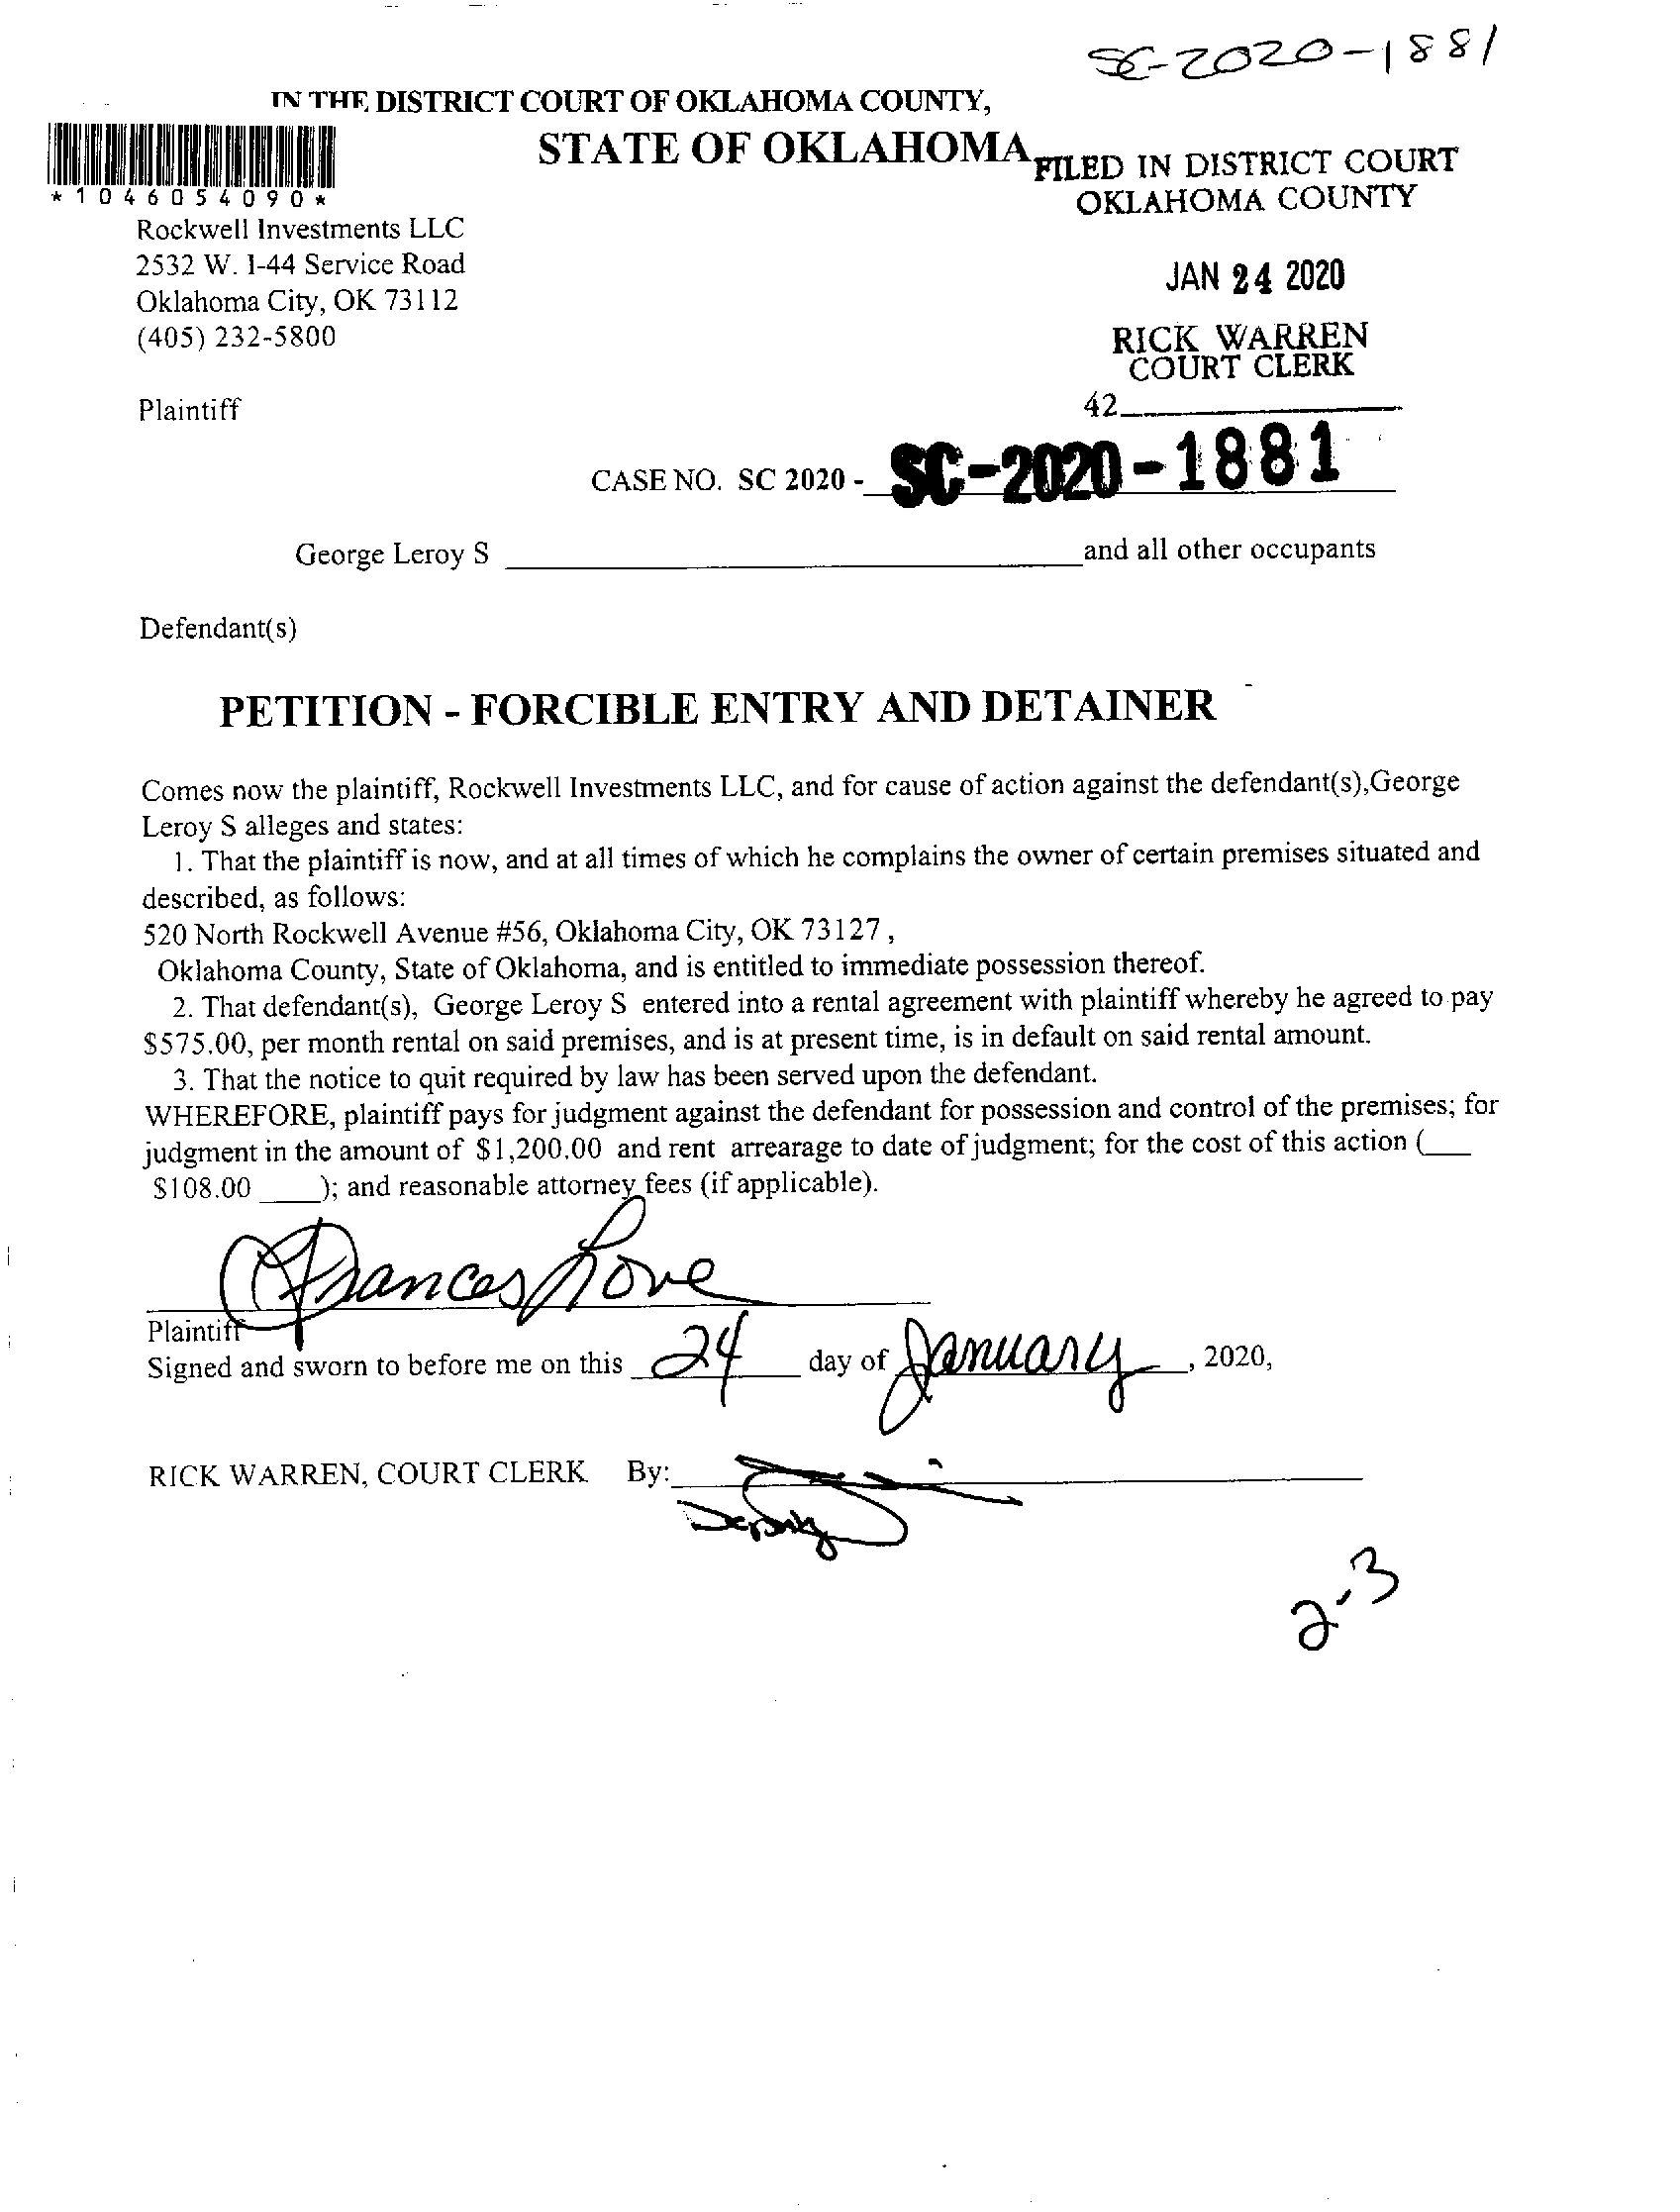 SC-2020-1881
IN THE DISTRICT COURT OF OKLAHOMA COUNTY,
STATE OF OKLAHOMA
FILED IN DISTRICT COURT
OKLAHOMA COUNTY
*1046054090*
Rockwell Investments LLC
2532 W. I-44 Service Road
Oklahoma City, OK 73112
(405) 232-5800
JAN 24 2020
RICK WARREN
COURT CLERK
42
Plaintiff
CASE NO. SC 2020 - SC-2020-1881
George Leroy S and all other occupants
Defendant(s)
PETITION - FORCIBLE ENTRY AND DETAINER
Comes now the plaintiff, Rockwell Investments LLC, and for cause of action against the defendant(s),George
Leroy S alleges and states:
1. That the plaintiff is now, and at all times of which he complains the owner of certain premises situated and
described, as follows:
520 North Rockwell Avenue #56, Oklahoma City, OK 73127 ,
Oklahoma County, State of Oklahoma, and is entitled to immediate possession thereof.
2. That defendant(s), George Leroy S entered into a rental agreement with plaintiff whereby he agreed to pay
$575.00, per month rental on said premises, and is at present time, is in default on said rental amount.
3. That the notice to quit required by law has been served upon the defendant.
WHEREFORE, plaintiff pays for judgment against the defendant for possession and control of the premises; for
judgment in the amount of $1,200.00 and rent arrearage to date of judgment; for the cost of this action (___
$108.00 ____); and reasonable attorney fees (if applicable).
Frances Love
Plaintiff
Signed and sworn to before me on this 24 day of January , 2020,
RICK WARREN, COURT CLERK By:
Deputy
2-3